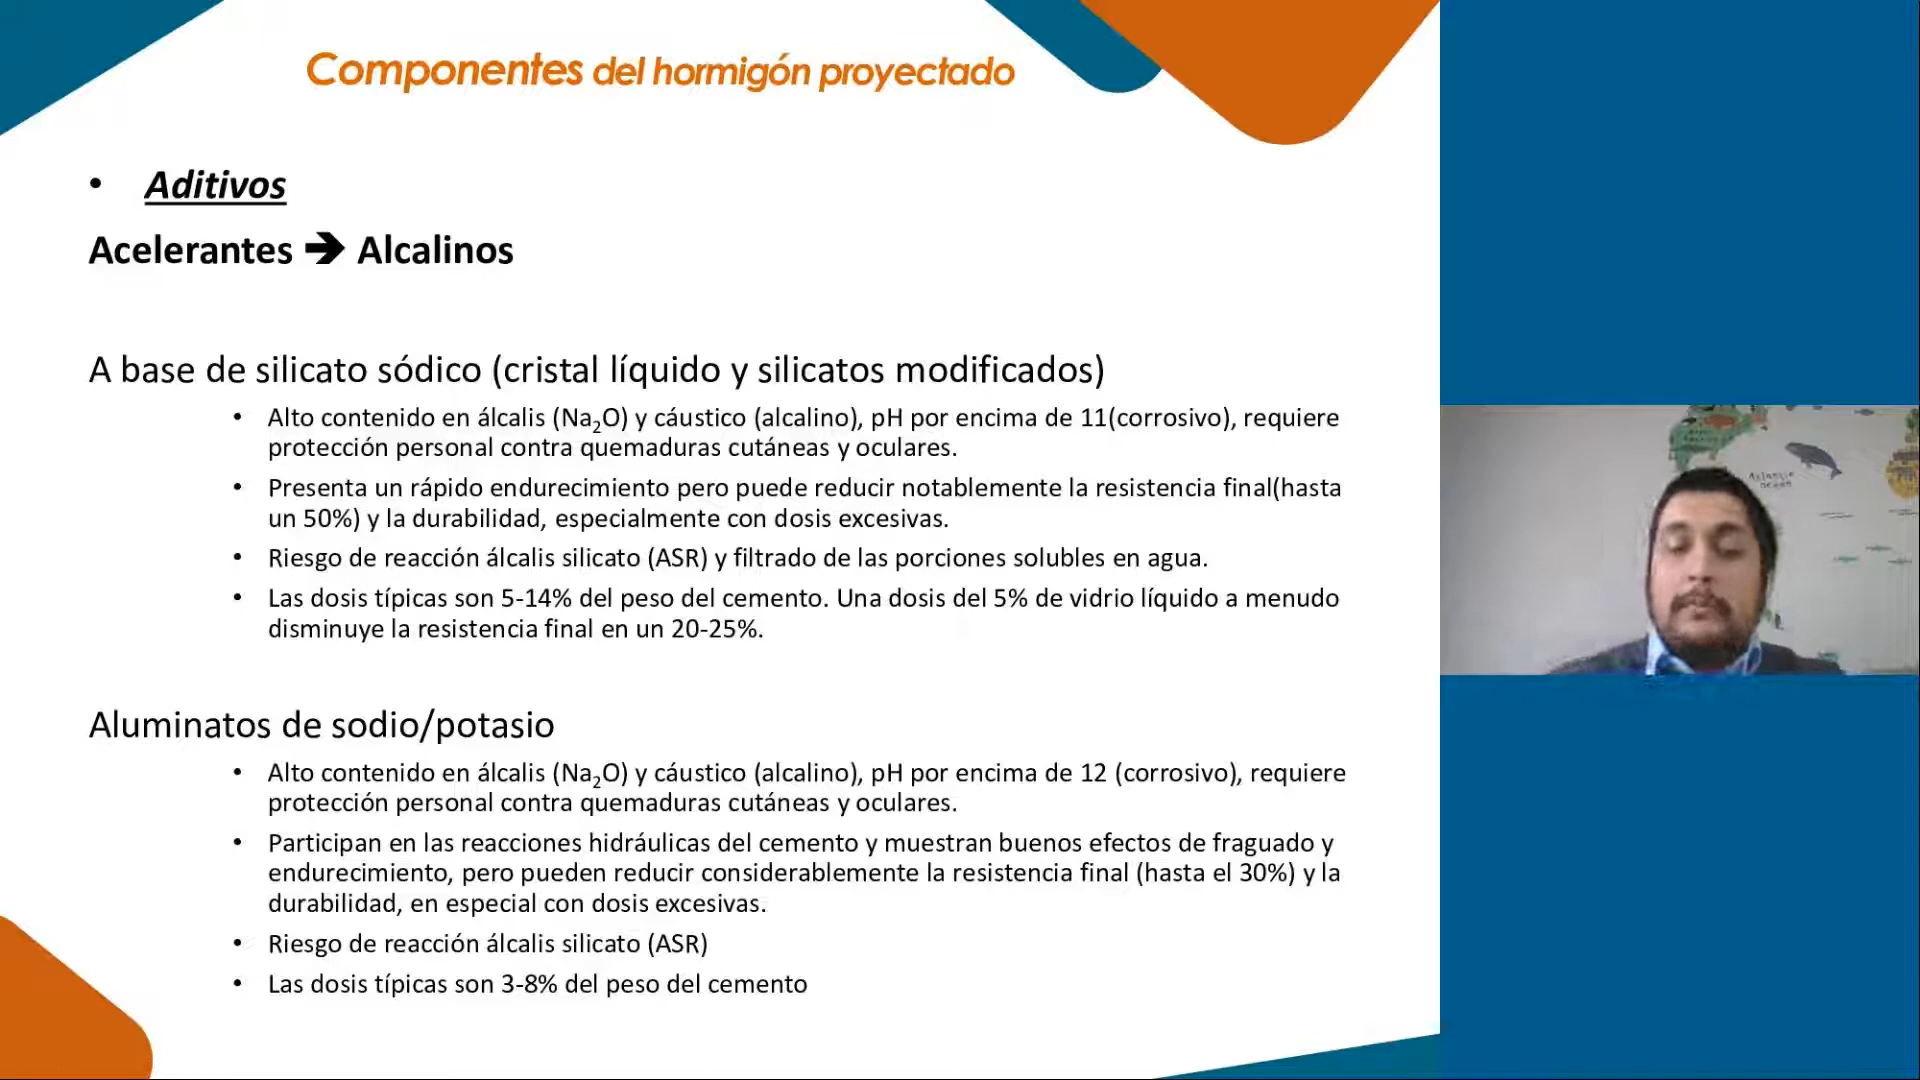 Componentes del hormigón proyectado
• Aditivos
Acelerantes ➔ Alcalinos
A base de silicato sódico (cristal líquido y silicatos modificados)
• Alto contenido en álcalis (Na₂O) y cáustico (alcalino), pH por encima de 11(corrosivo), requiere
protección personal contra quemaduras cutáneas y oculares.
• Presenta un rápido endurecimiento pero puede reducir notablemente la resistencia final(hasta
un 50%) y la durabilidad, especialmente con dosis excesivas.
• Riesgo de reacción álcalis silicato (ASR) y filtrado de las porciones solubles en agua.
• Las dosis típicas son 5-14% del peso del cemento. Una dosis del 5% de vidrio líquido a menudo
disminuye la resistencia final en un 20-25%.
Aluminatos de sodio/potasio
• Alto contenido en álcalis (Na₂O) y cáustico (alcalino), pH por encima de 12 (corrosivo), requiere
protección personal contra quemaduras cutáneas y oculares.
• Participan en las reacciones hidráulicas del cemento y muestran buenos efectos de fraguado y
endurecimiento, pero pueden reducir considerablemente la resistencia final (hasta el 30%) y la
durabilidad, en especial con dosis excesivas.
• Riesgo de reacción álcalis silicato (ASR)
• Las dosis típicas son 3-8% del peso del cemento